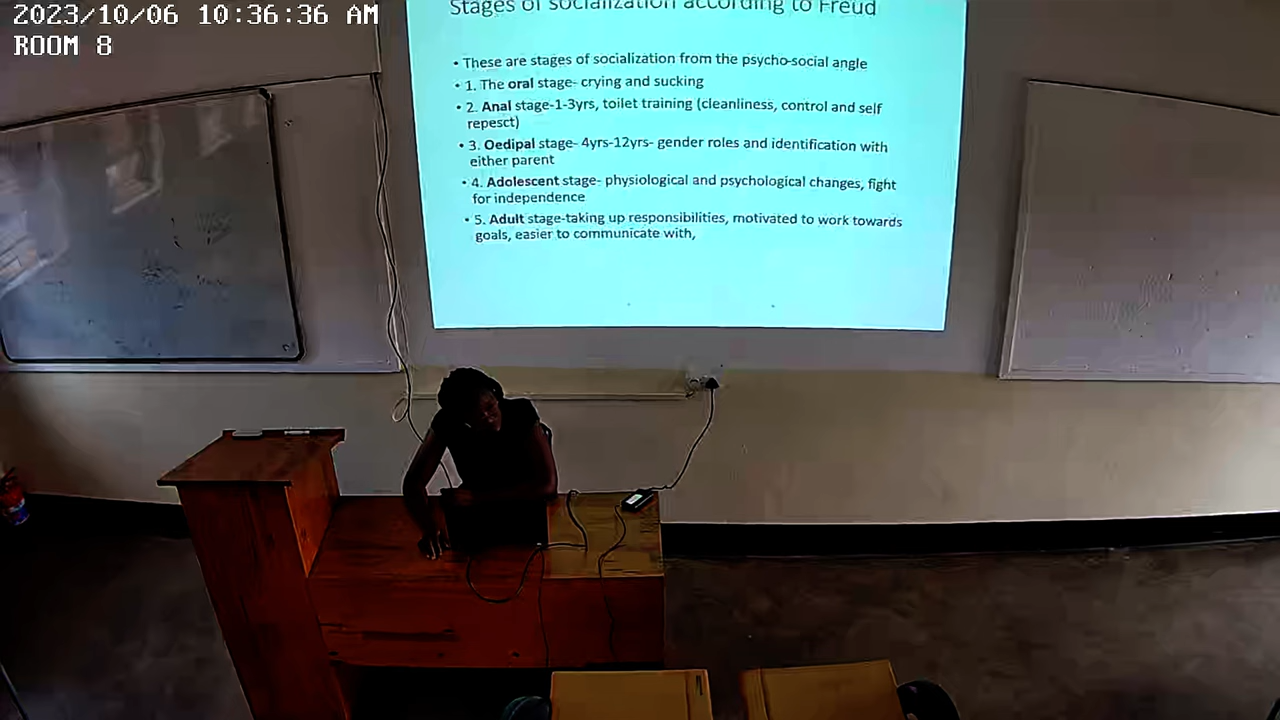 2023/10/06 10:36:36 AM
ROOM 8
Stages of socialization according to Freud
• These are stages of socialization from the psycho-social angle
• 1. The oral stage- crying and sucking
• 2. Anal stage-1-3yrs, toilet training (cleanliness, control and self
repesct)
• 3. Oedipal stage- 4yrs-12yrs- gender roles and identification with
either parent
• 4. Adolescent stage- physiological and psychological changes, fight
for independence
• 5. Adult stage-taking up responsibilities, motivated to work towards
goals, easier to communicate with,